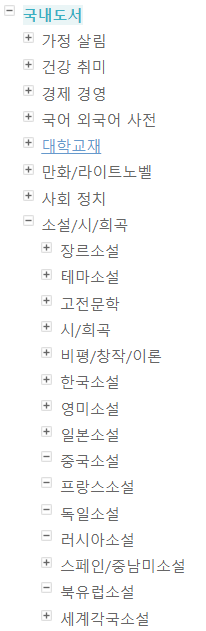 국내도서
가정 살림
건강 취미
경제 경영
국어 외국어 사전
대학교재
만화/라이트노벨
사회 정치
소설/시/희곡
장르소설
테마소설
고전문학
시/희곡
비평/창작/이론
한국소설
영미소설
일본소설
중국소설
프랑스소설
독일소설
러시아소설
스페인/중남미소설
북유럽소설
세계각국소설